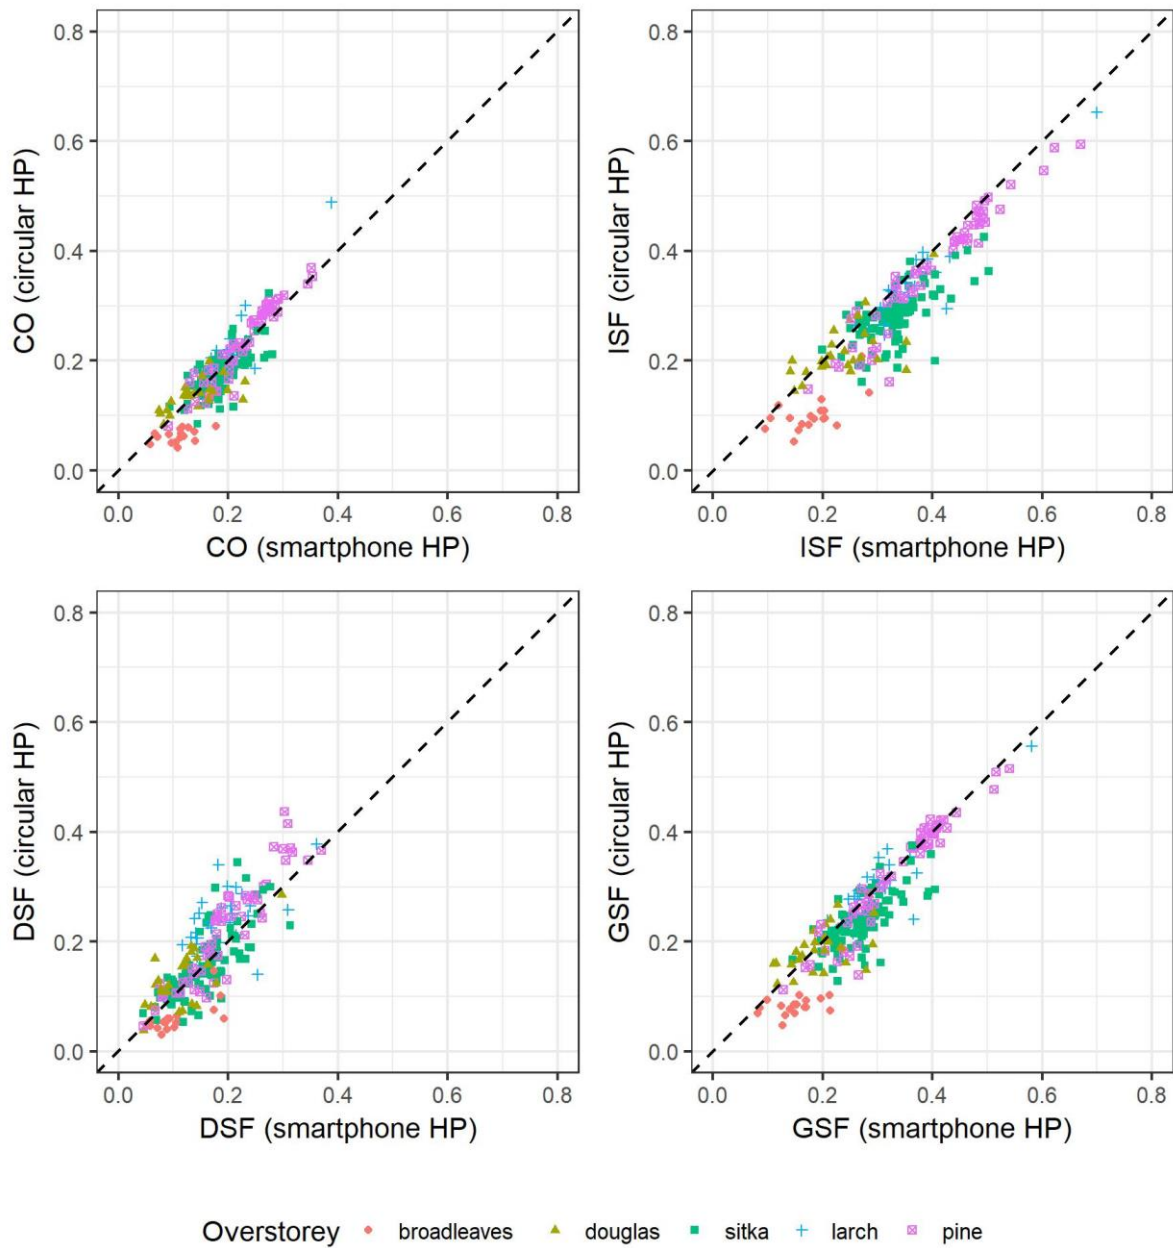 0.8
0.6
0.4
0.2
0.0
CO (circular HP)
0.0 0.2 0.4 0.6 0.8
CO (smartphone HP)
0.8
0.6
0.4
0.2
0.0
ISF (circular HP)
0.0 0.2 0.4 0.6 0.8
ISF (smartphone HP)
0.8
0.6
0.4
0.2
0.0
DSF (circular HP)
0.0 0.2 0.4 0.6 0.8
DSF (smartphone HP)
0.8
0.6
0.4
0.2
0.0
GSF (circular HP)
0.0 0.2 0.4 0.6 0.8
GSF (smartphone HP)
Overstorey broadleaves douglas sitka larch pine